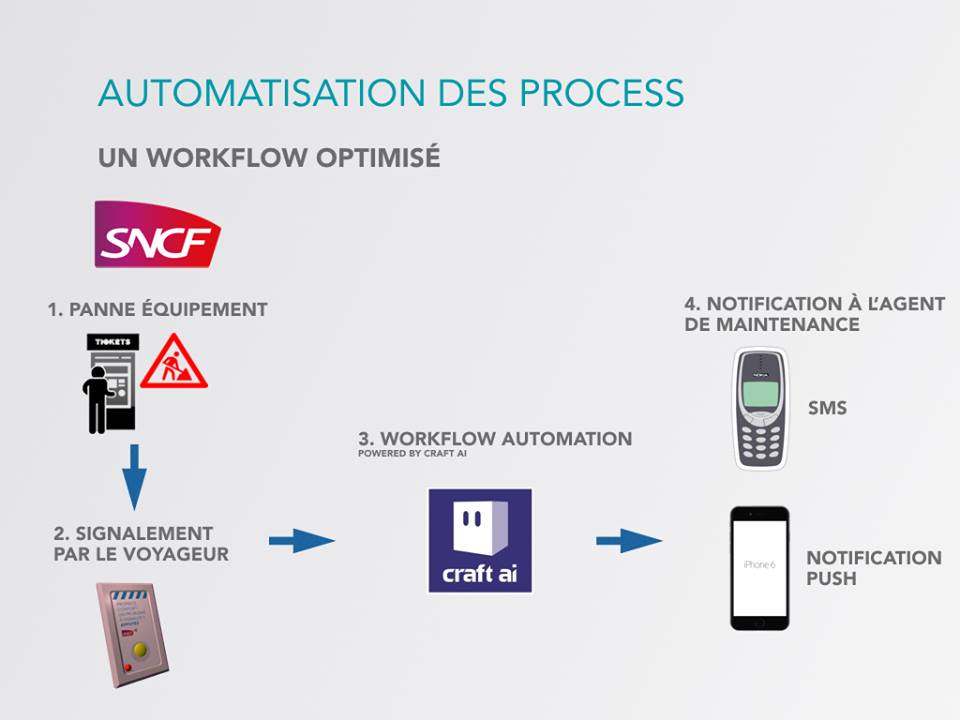 AUTOMATISATION DES PROCESS
UN WORKFLOW OPTIMISÉ
SNCF
1. PANNE ÉQUIPEMENT
TICKETS
2. SIGNALEMENT
PAR LE VOYAGEUR
SNCF
3. WORKFLOW AUTOMATION
POWERED BY CRAFT AI
craft ai
4. NOTIFICATION À L'AGENT
DE MAINTENANCE
NOKIA
SMS
iPhone 6
NOTIFICATION
PUSH